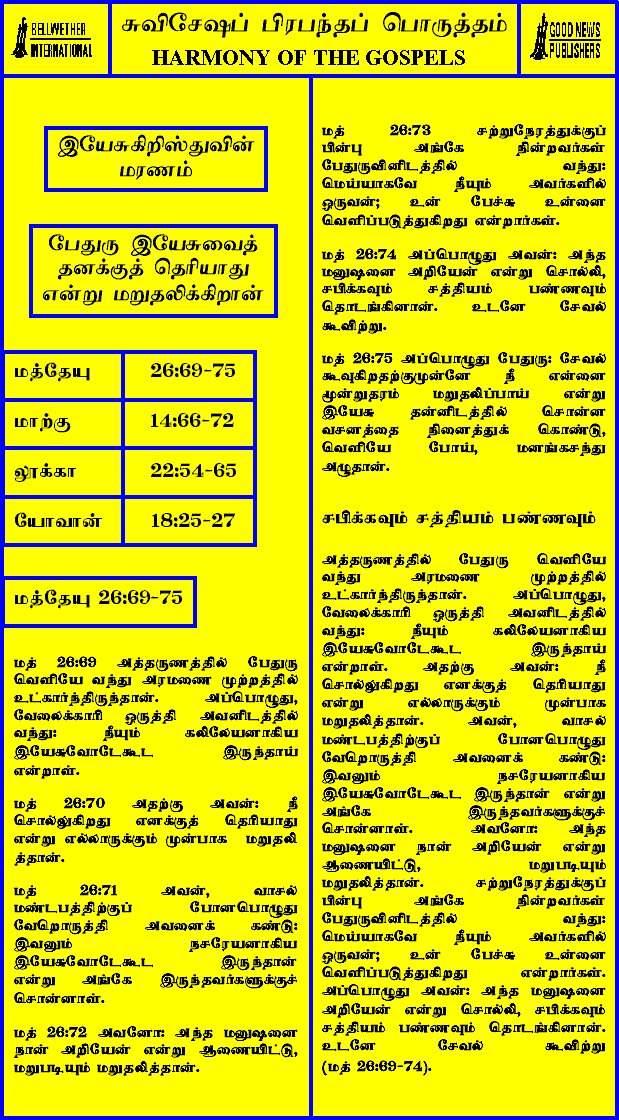 BELLWETHER
INTERNATIONAL
சுவிசேஷப் பிரபந்தப் பொருத்தம்
HARMONY OF THE GOSPELS
GOOD NEWS
PUBLISHERS
இயேசுகிறிஸ்துவின்
மரணம்
பேதுரு இயேசுவைத்
தனக்குத் தெரியாது
என்று மறுதலிக்கிறான்
மத்தேயு 26:69-75
மாற்கு 14:66-72
லூக்கா 22:54-65
யோவான் 18:25-27
மத்தேயு 26:69-75
மத் 26:69 அத்தருணத்தில் பேதுரு
வெளியே வந்து அரமணை முற்றத்தில்
உட்கார்ந்திருந்தான். அப்பொழுது,
வேலைக்காரி ஒருத்தி அவனிடத்தில்
வந்து: நீயும் கலிலேயனாகிய
இயேசுவோடேகூட இருந்தாய்
என்றாள்.
மத் 26:70 அதற்கு அவன்: நீ
சொல்லுகிறது எனக்குத் தெரியாது
என்று எல்லாருக்கும் முன்பாக மறுதலி
த்தான்.
மத் 26:71 அவன், வாசல்
மண்டபத்திற்குப் போனபொழுது
வேறொருத்தி அவனைக் கண்டு:
இவனும் நசரேயனாகிய
இயேசுவோடேகூட இருந்தான்
என்று அங்கே இருந்தவர்களுக்குச்
சொன்னாள்.
மத் 26:72 அவனோ: அந்த மனுஷனை
நான் அறியேன் என்று ஆணையிட்டு,
மறுபடியும் மறுதலித்தான்.
மத் 26:73 சற்றுநேரத்துக்குப்
பின்பு அங்கே நின்றவர்கள்
பேதுருவினிடத்தில் வந்து:
மெய்யாகவே நீயும் அவர்களில்
ஒருவன்; உன் பேச்சு உன்னை
வெளிப்படுத்துகிறது என்றார்கள்.
மத் 26:74 அப்பொழுது அவன்: அந்த
மனுஷனை அறியேன் என்று சொல்லி,
சபிக்கவும் சத்தியம் பண்ணவும்
தொடங்கினான். உடனே சேவல்
கூவிற்று.
மத் 26:75 அப்பொழுது பேதுரு: சேவல்
கூவுகிறதற்குமுன்னே நீ என்னை
மூன்றுதரம் மறுதலிப்பாய் என்று
இயேசு தன்னிடத்தில் சொன்ன
வசனத்தை நினைத்துக் கொண்டு,
வெளியே போய், மனங்கசந்து
அழுதான்.
சபிக்கவும் சத்தியம் பண்ணவும்
அத்தருணத்தில் பேதுரு வெளியே
வந்து அரமணை முற்றத்தில்
உட்கார்ந்திருந்தான். அப்பொழுது,
வேலைக்காரி ஒருத்தி அவனிடத்தில்
வந்து: நீயும் கலிலேயனாகிய
இயேசுவோடேகூட இருந்தாய்
என்றாள். அதற்கு அவன்: நீ
சொல்லுகிறது எனக்குத் தெரியாது
என்று எல்லாருக்கும் முன்பாக
மறுதலித்தான். அவன், வாசல்
மண்டபத்திற்குப் போனபொழுது
வேறொருத்தி அவனைக் கண்டு:
இவனும் நசரேயனாகிய
இயேசுவோடேகூட இருந்தான் என்று
அங்கே இருந்தவர்களுக்குச்
சொன்னாள். அவனோ: அந்த
மனுஷனை நான் அறியேன் என்று
ஆணையிட்டு, மறுபடியும்
மறுதலித்தான். சற்றுநேரத்துக்குப்
பின்பு அங்கே நின்றவர்கள்
பேதுருவினிடத்தில் வந்து:
மெய்யாகவே நீயும் அவர்களில்
ஒருவன்; உன் பேச்சு உன்னை
வெளிப்படுத்துகிறது என்றார்கள்.
அப்பொழுது அவன்: அந்த மனுஷனை
அறியேன் என்று சொல்லி, சபிக்கவும்
சத்தியம் பண்ணவும் தொடங்கினான்.
உடனே சேவல் கூவிற்று
(மத் 26:69-74).